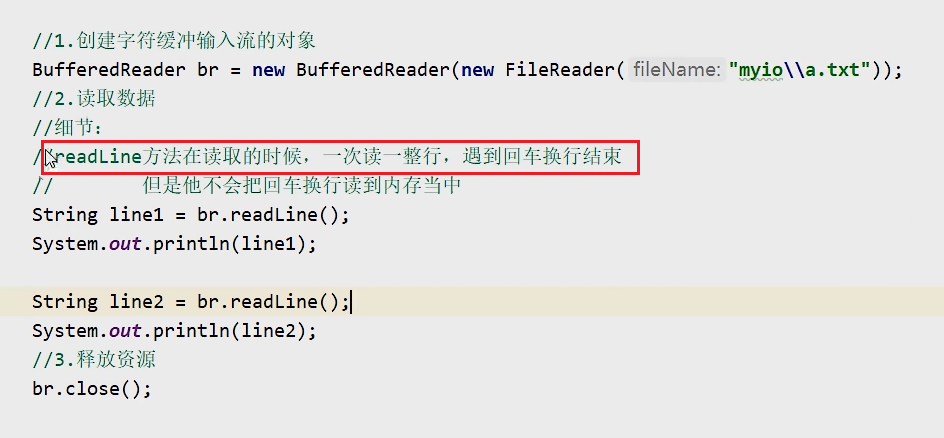 //1.创建字符缓冲输入流的对象
BufferedReader br = new BufferedReader(new FileReader( fileName: "myio\\a.txt"));
//2.读取数据
//细节：
//readLine方法在读取的时候，一次读一整行，遇到回车换行结束
//        但是他不会把回车换行读到内存当中
String line1 = br.readLine();
System.out.println(line1);

String line2 = br.readLine();
System.out.println(line2);
//3.释放资源
br.close();